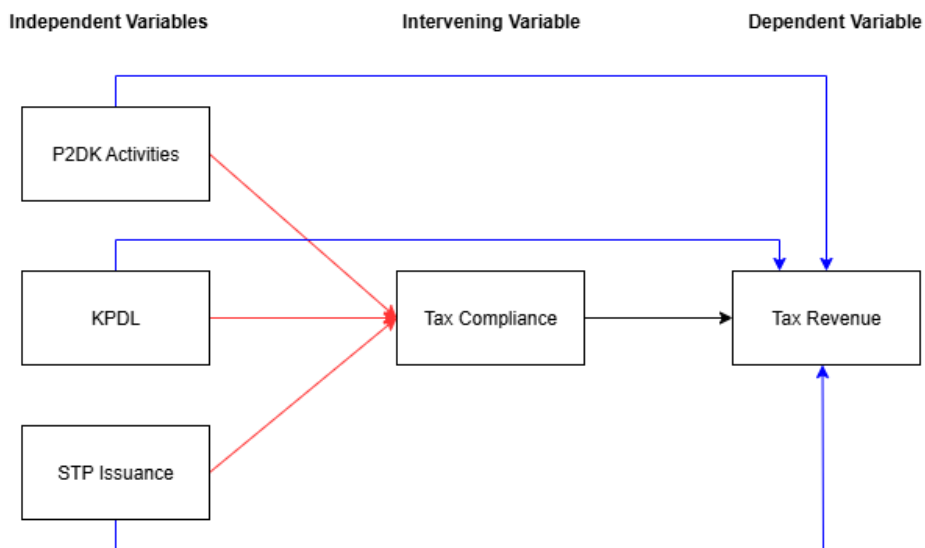 Independent Variables
Intervening Variable
Dependent Variable
P2DK Activities
KPDL
Tax Compliance
Tax Revenue
STP Issuance